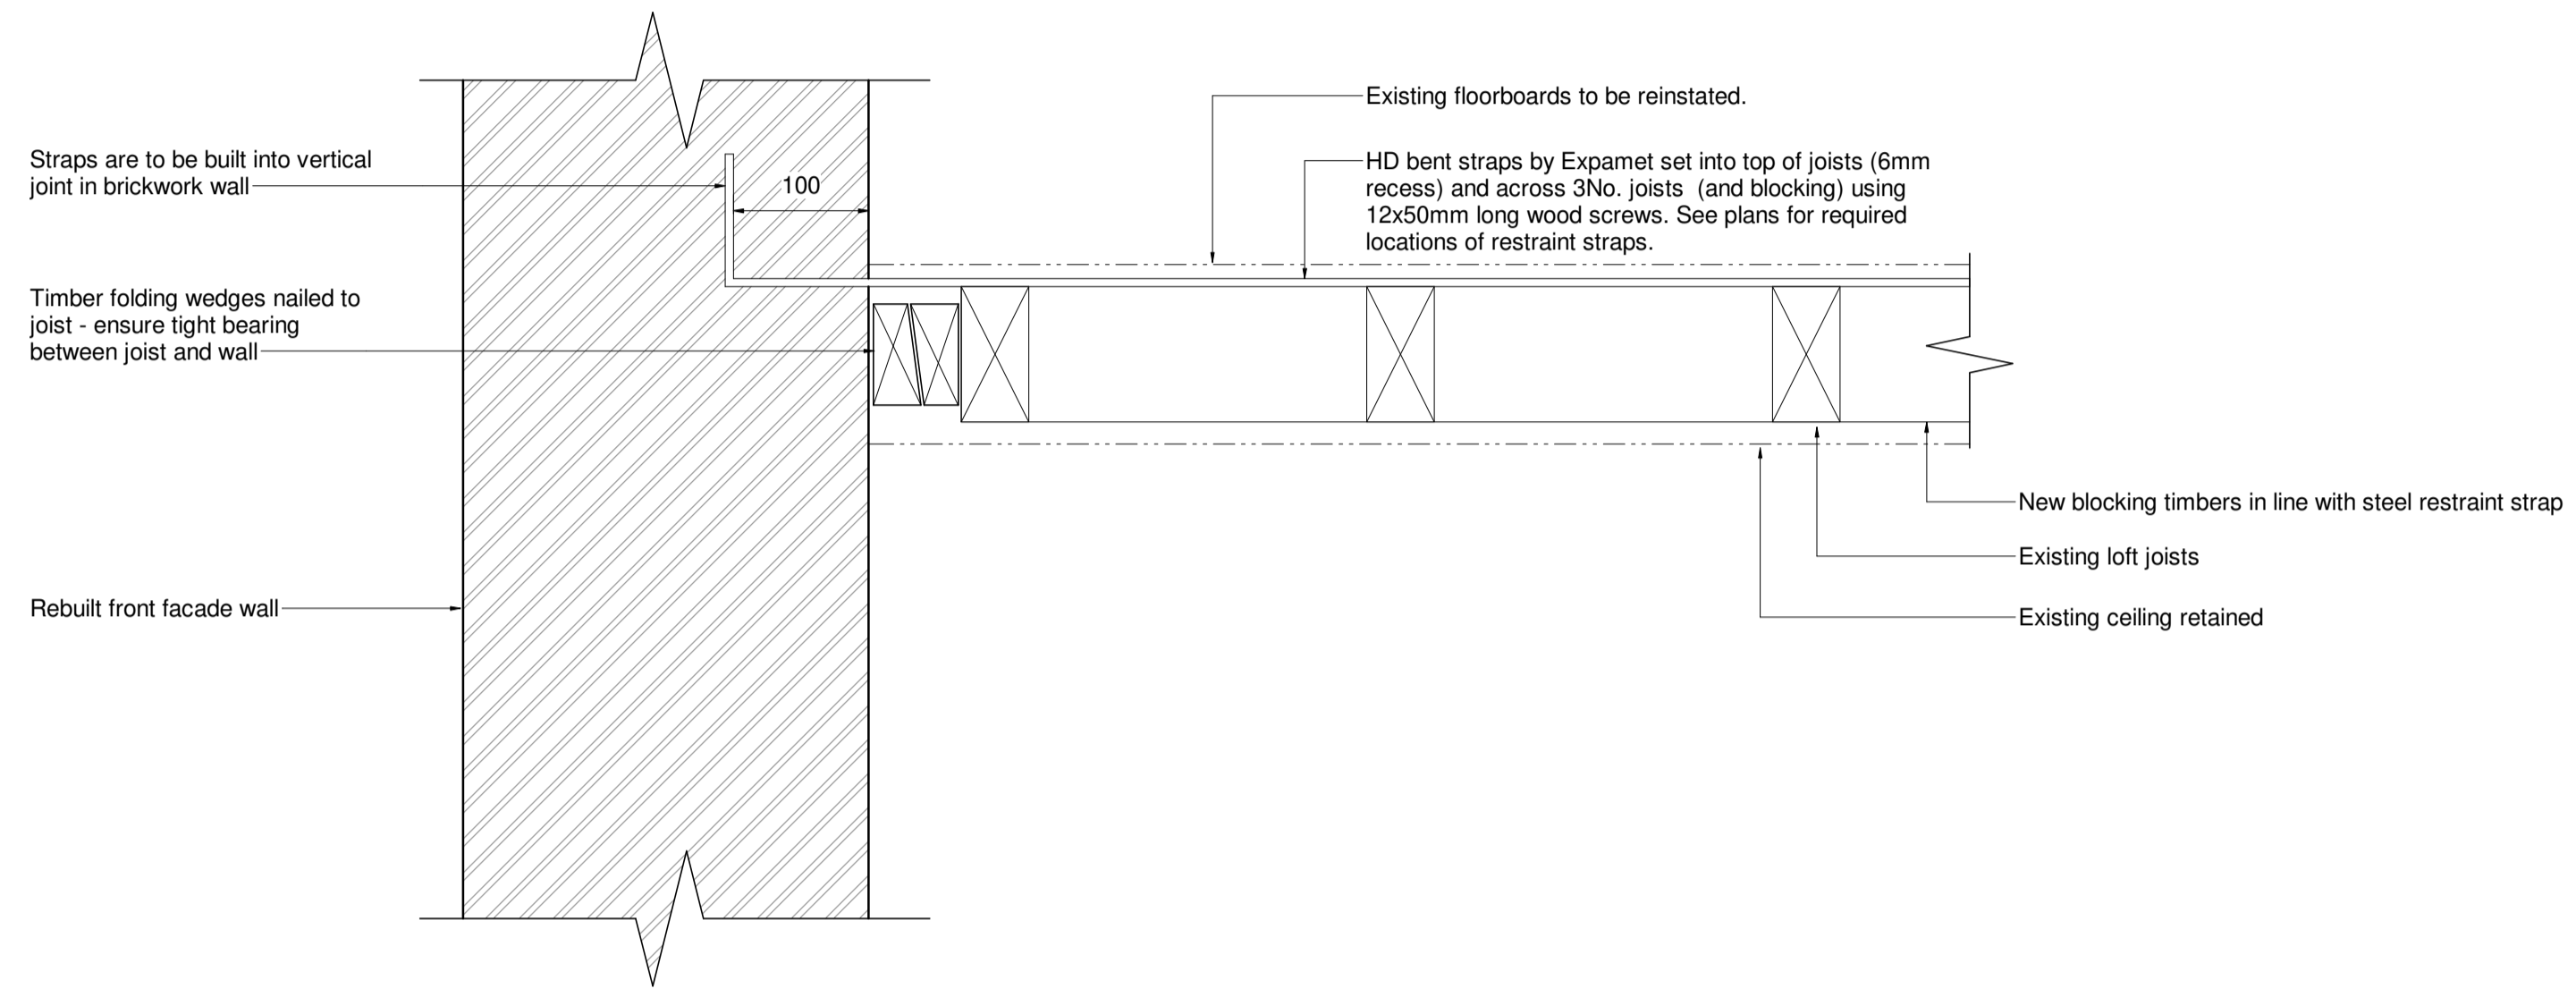 Straps are to be built into vertical
joint in brickwork wall
100
Timber folding wedges nailed to
joist - ensure tight bearing
between joist and wall
Rebuilt front facade wall
Existing floorboards to be reinstated.
HD bent straps by Expamet set into top of joists (6mm
recess) and across 3No. joists  (and blocking) using
12x50mm long wood screws. See plans for required
locations of restraint straps.
New blocking timbers in line with steel restraint strap
Existing loft joists
Existing ceiling retained